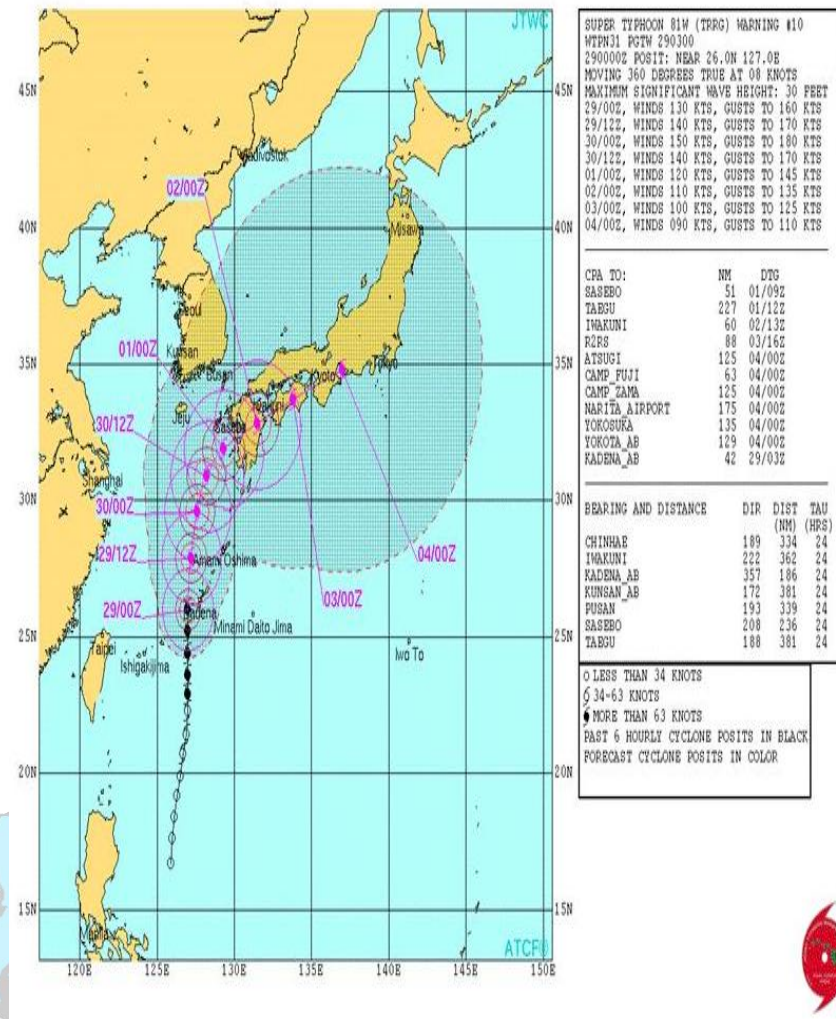 JTWC
45N
45N
Vladivostok
02/00Z
40N
40N
Misawa
Seoul
Kunsan
Busan
01/00Z
35N
35N
Kyoto
Tokyo
Iwakuni
Jeju
Sasebo
30/12Z
Shanghai
30N
30N
30/00Z
29/12Z
Amami Oshima
04/00Z
03/00Z
29/00Z
Kadena
Minami Daito Jima
25N
25N
Taipei
Ishigakijima
Iwo To
20N
20N
15N
15N
Manila
ATCF®
120E 125E 130E 135E 140E 145E 150E
SUPER TYPHOON 81W (TRRG) WARNING #10
WTPN31 PGTW 290300
290000Z POSIT: NEAR 26.0N 127.0E
MOVING 360 DEGREES TRUE AT 08 KNOTS
MAXIMUM SIGNIFICANT WAVE HEIGHT: 30 FEET
29/00Z, WINDS 130 KTS, GUSTS TO 160 KTS
29/12Z, WINDS 140 KTS, GUSTS TO 170 KTS
30/00Z, WINDS 150 KTS, GUSTS TO 180 KTS
30/12Z, WINDS 140 KTS, GUSTS TO 170 KTS
01/00Z, WINDS 120 KTS, GUSTS TO 145 KTS
02/00Z, WINDS 110 KTS, GUSTS TO 135 KTS
03/00Z, WINDS 100 KTS, GUSTS TO 125 KTS
04/00Z, WINDS 090 KTS, GUSTS TO 110 KTS
CPA TO: NM DTG
SASEBO 51 01/09Z
TAEGU 227 01/12Z
IWAKUNI 60 02/13Z
R2RS 88 03/16Z
ATSUGI 125 04/00Z
CAMP_FUJI 63 04/00Z
CAMP_ZAMA 125 04/00Z
NARITA_AIRPORT 175 04/00Z
YOKOSUKA 135 04/00Z
YOKOTA_AB 129 04/00Z
KADENA_AB 42 29/03Z
BEARING AND DISTANCE DIR DIST TAU
(NM) (HRS)
CHINHAE 189 334 24
IWAKUNI 222 362 24
KADENA_AB 357 186 24
KUNSAN_AB 172 381 24
PUSAN 193 339 24
SASEBO 208 236 24
TAEGU 188 381 24
LESS THAN 34 KNOTS
34-63 KNOTS
MORE THAN 63 KNOTS
PAST 6 HOURLY CYCLONE POSITS IN BLACK
FORECAST CYCLONE POSITS IN COLOR